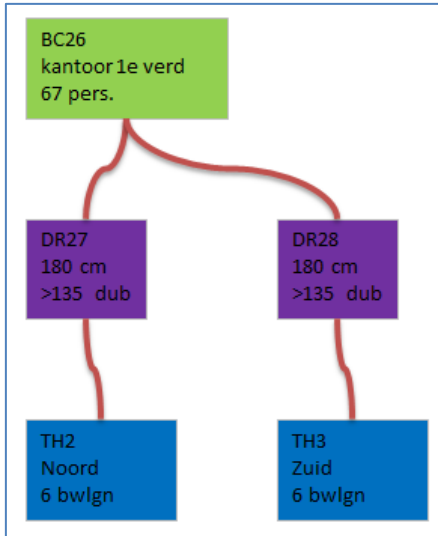 BC26
kantoor 1e verd
67 pers.
DR27
180 cm
>135 dub
DR28
180 cm
>135 dub
TH2
Noord
6 bwlgn
TH3
Zuid
6 bwlgn